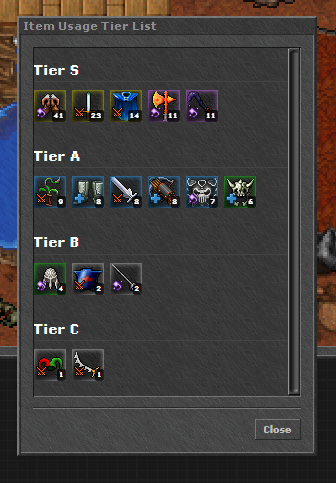 Item Usage Tier List
Tier S
41 23 14 11 11
Tier A
9 8 8 8 7 6
Tier B
4 2 2
Tier C
1 1
Close